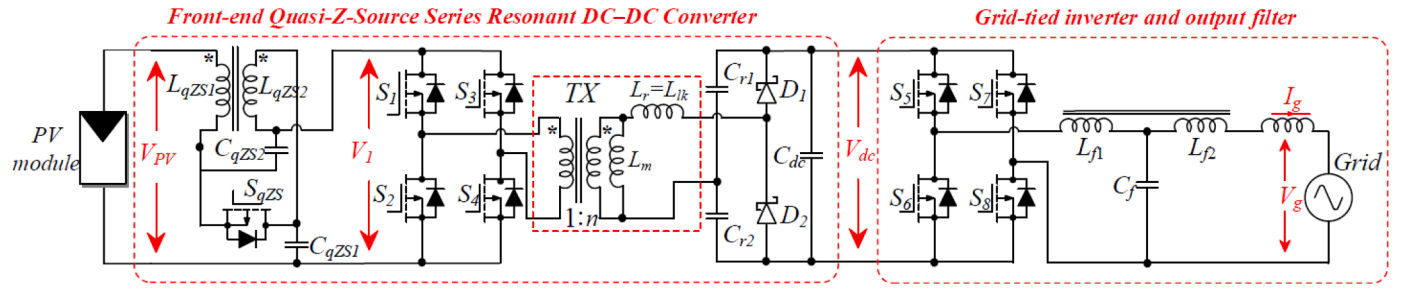 Front-end Quasi-Z-Source Series Resonant DC–DC Converter
Grid-tied inverter and output filter
PV module
V_PV
*
*
L_qZS1
L_qZS2
C_qZS2
S_qZS
C_qZS1
V_1
S_1
S_3
S_2
S_4
TX
*
*
1:n
L_r=L_lk
L_m
C_r1
C_r2
D_1
D_2
C_dc
V_dc
S_5
S_7
S_6
S_8
L_f1
C_f
L_f2
I_g
V_g
Grid